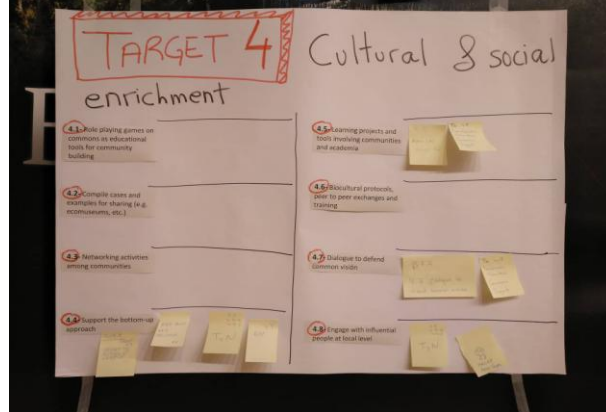 TARGET 4 Cultural & social
enrichment
4.1- Role playing games on
commons as educational
tools for community
building
4.2- Compile cases and
examples for sharing (e.g.
ecomuseums, etc.)
4.3- Networking activities
among communities
4.4- Support the bottom-up
approach
T,N
4.5- Learning projects and
tools involving communities
and academia
4.6- Biocultural protocols,
peer to peer exchanges and
training
4.7- Dialogue to defend
common vision
4.8- Engage with influential
people at local level
T,N